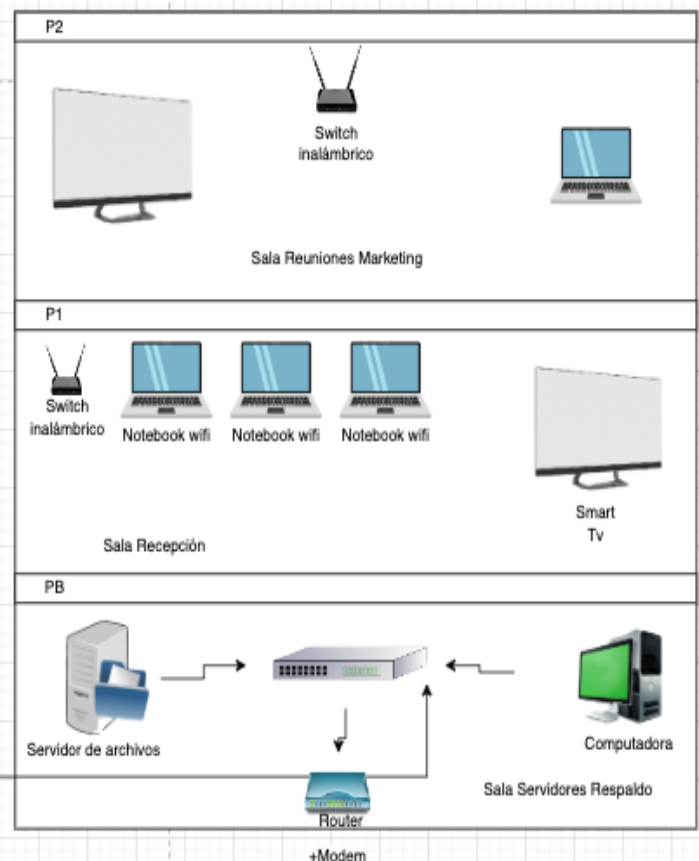 P2
Switch
inalámbrico
Sala Reuniones Marketing
P1
Switch
inalámbrico
Notebook wifi
Notebook wifi
Notebook wifi
Smart
Tv
Sala Recepción
PB
Servidor de archivos
Computadora
Sala Servidores Respaldo
Router
+Modem